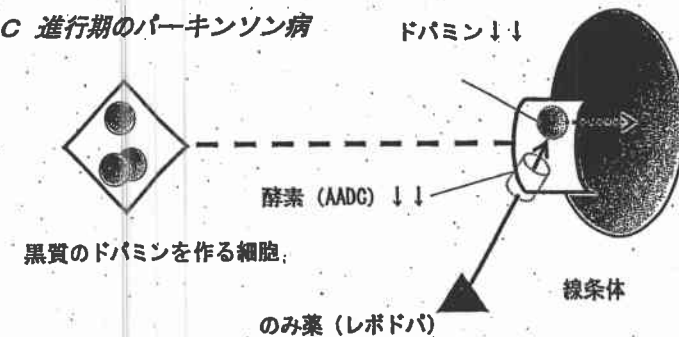 C 進行期のパーキンソン病
ドパミン↓↓
酵素 (AADC) ↓↓
黒質のドパミンを作る細胞
線条体
のみ薬 (レボドパ)